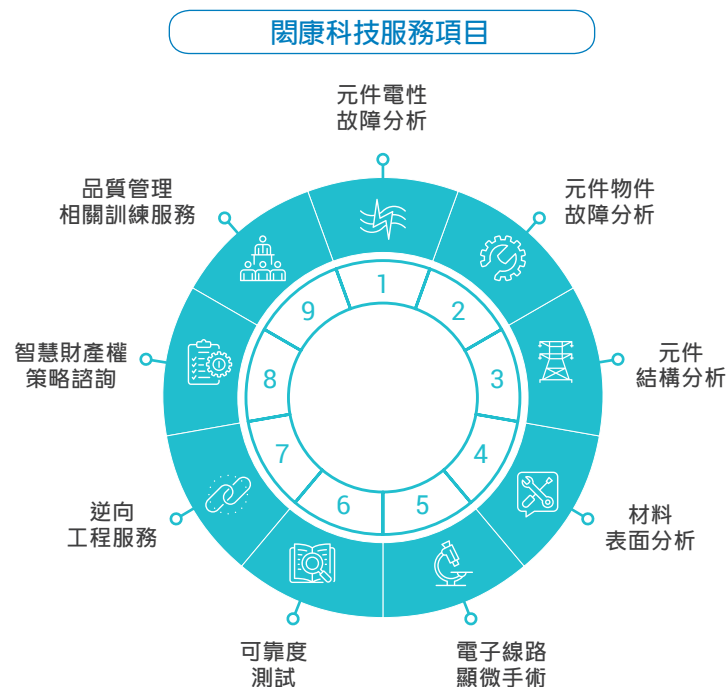 閎康科技服務項目
元件電性
故障分析
元件物件
故障分析
元件
結構分析
材料
表面分析
電子線路
顯微手術
可靠度
測試
逆向
工程服務
智慧財產權
策略諮詢
品質管理
相關訓練服務
1
2
3
4
5
6
7
8
9